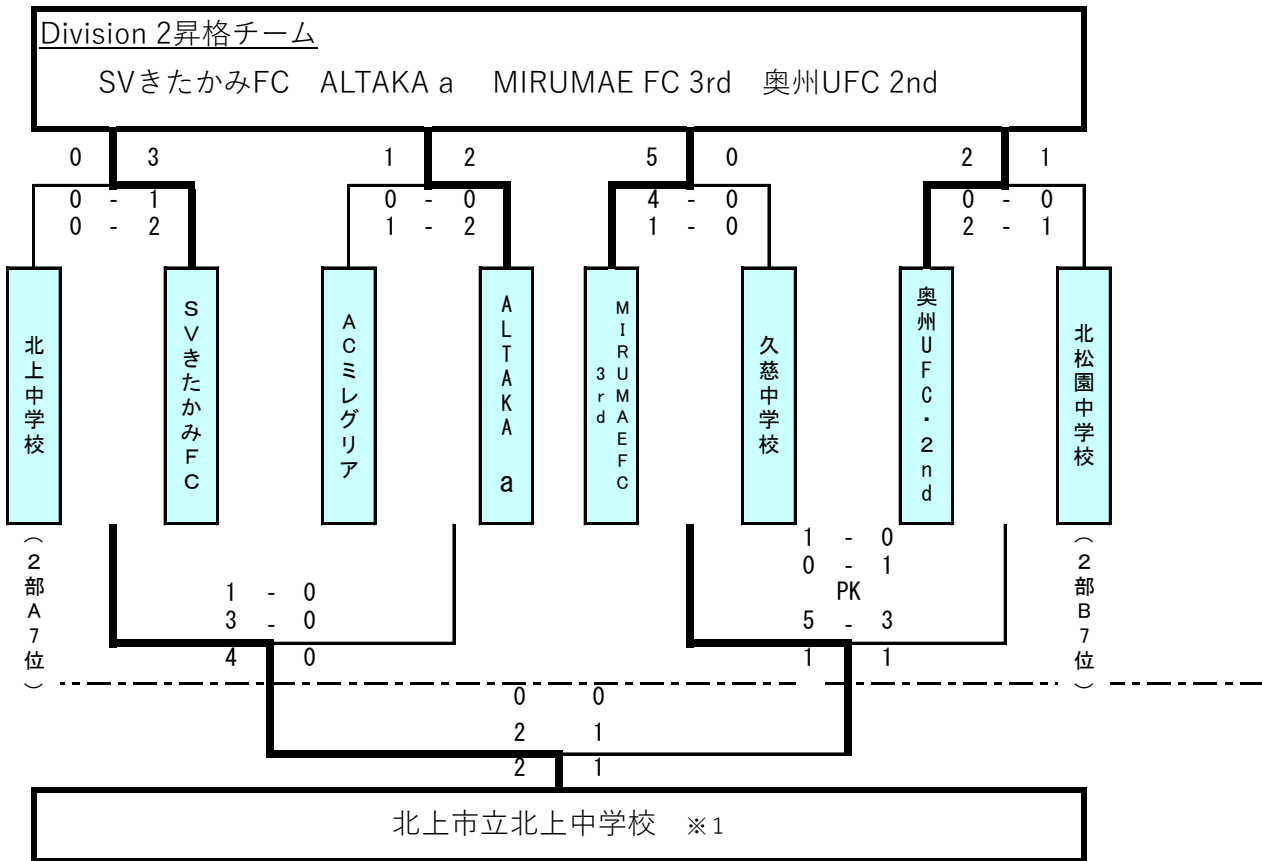 Division 2昇格チーム
SVきたかみFC ALTAKA a MIRUMAE FC 3rd 奥州UFC 2nd
0 3 1 2 5 0 2 1
0 - 1 0 - 0 4 - 0 0 - 0
0 - 2 1 - 2 1 - 0 2 - 1
北上中学校
SVきたかみFC
ACミレグリア
ALTAKA a
MIRUMAEFC
3rd
久慈中学校
奥州UFC・2nd
北松園中学校
（2部A7位）
1 - 0
3 - 0
4 0
1 - 0
0 - 1
PK
5 - 3
1 1
（2部B7位）
0 0
2 1
2 1
北上市立北上中学校 ※1